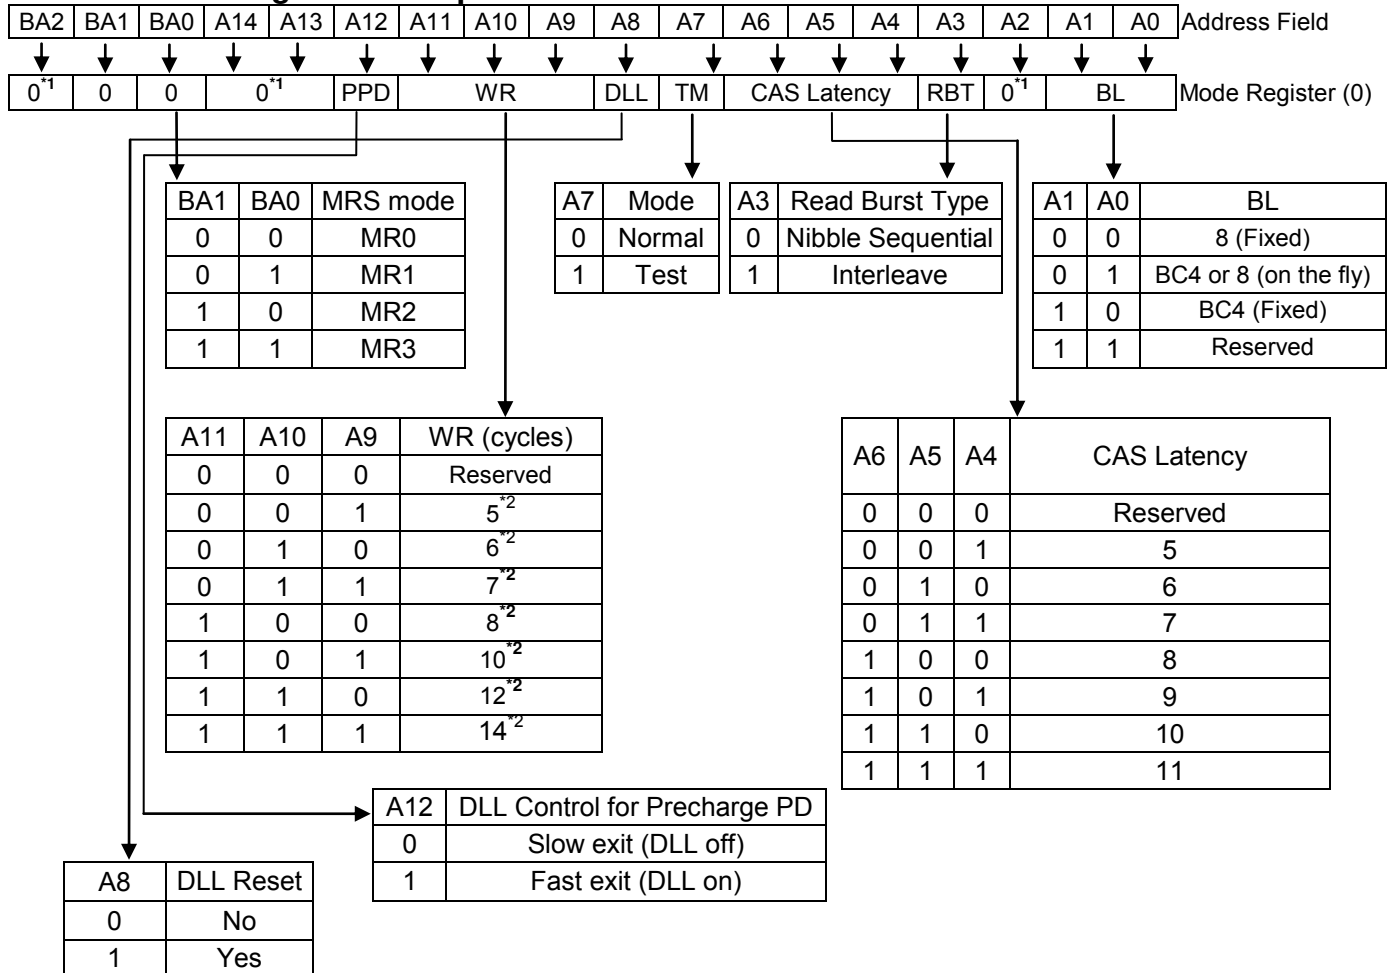 BA2 BA1 BA0 A14 A13 A12 A11 A10 A9 A8 A7 A6 A5 A4 A3 A2 A1 A0 Address Field
0*1 0 0 0*1 PPD WR DLL TM CAS Latency RBT 0*1 BL Mode Register (0)
BA1 BA0 MRS mode
0 0 MR0
0 1 MR1
1 0 MR2
1 1 MR3
A7 Mode
0 Normal
1 Test
A3 Read Burst Type
0 Nibble Sequential
1 Interleave
A1 A0 BL
0 0 8 (Fixed)
0 1 BC4 or 8 (on the fly)
1 0 BC4 (Fixed)
1 1 Reserved
A11 A10 A9 WR (cycles)
0 0 0 Reserved
0 0 1 5*2
0 1 0 6*2
0 1 1 7*2
1 0 0 8*2
1 0 1 10*2
1 1 0 12*2
1 1 1 14*2
A6 A5 A4 CAS Latency
0 0 0 Reserved
0 0 1 5
0 1 0 6
0 1 1 7
1 0 0 8
1 0 1 9
1 1 0 10
1 1 1 11
A12 DLL Control for Precharge PD
0 Slow exit (DLL off)
1 Fast exit (DLL on)
A8 DLL Reset
0 No
1 Yes